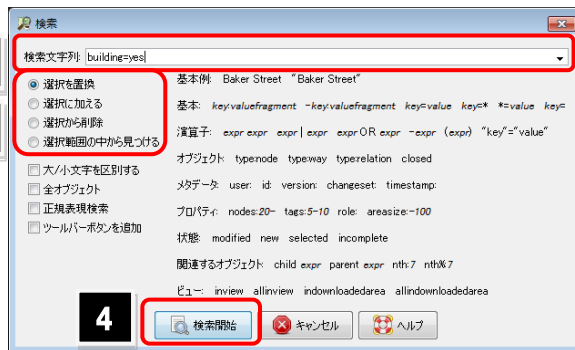 検索
検索文字列: building=yes
選択を置換
選択に加える
選択から削除
選択範囲の中から見つける
大/小文字を区別する
全オブジェクト
正規表現検索
ツールバーボタンを追加
基本例: Baker Street "Baker Street"
基本: key:valuefragment -key:valuefragment key=value key=* *=value key=
演算子: expr expr expr | expr expr OR expr -expr (expr) "key"="value"
オブジェクト: type:node type:way type:relation closed
メタデータ: user: id: version: changeset: timestamp:
プロパティ: nodes:20- tags:5-10 role: areasize:-100
状態: modified new selected incomplete
関連するオブジェクト: child expr parent expr nth:7 nth%:7
ビュー: inview allinview indownloadedarea allindownloadedarea
4
検索開始 キャンセル ヘルプ